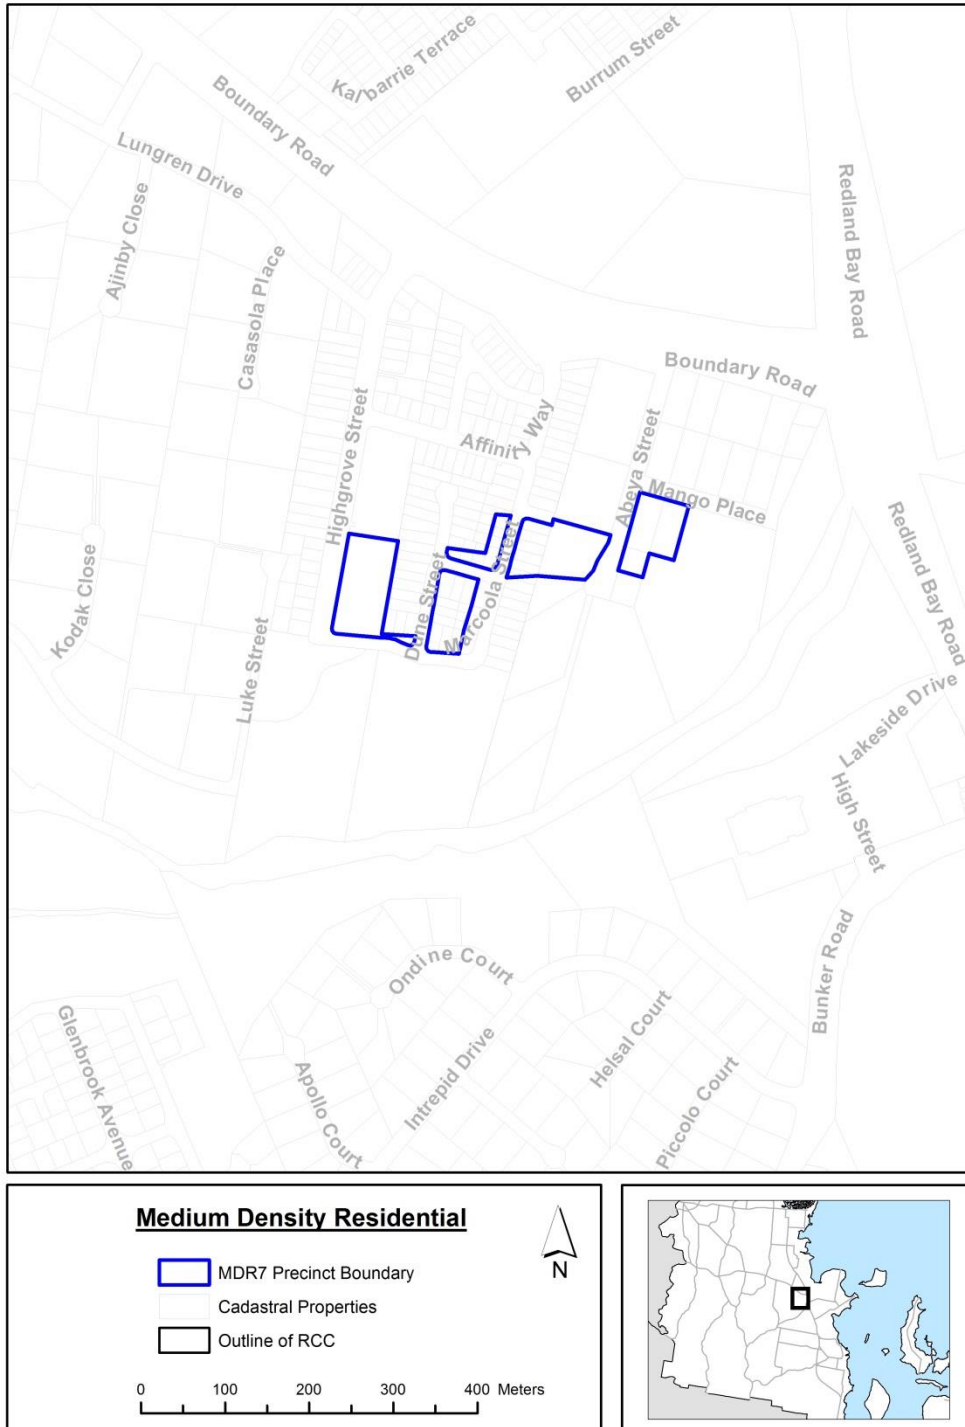 Kalbarrie Terrace
Burrum Street
Boundary Road
Lungren Drive
Redland Bay Road
Ajinby Close
Casasola Place
Boundary Road
Highgrove Street
Affinity Way
Abeya Street
Mango Place
Redland Bay Road
Kodak Close
Dune Street
Marcoola Street
Luke Street
Lakeside Drive
High Street
Ondine Court
Bunker Road
Glenbrook Avenue
Apollo Court
Intrepid Drive
Helsal Court
Piccolo Court
Medium Density Residential
MDR7 Precinct Boundary
Cadastral Properties
Outline of RCC
N
0 100 200 300 400 Meters